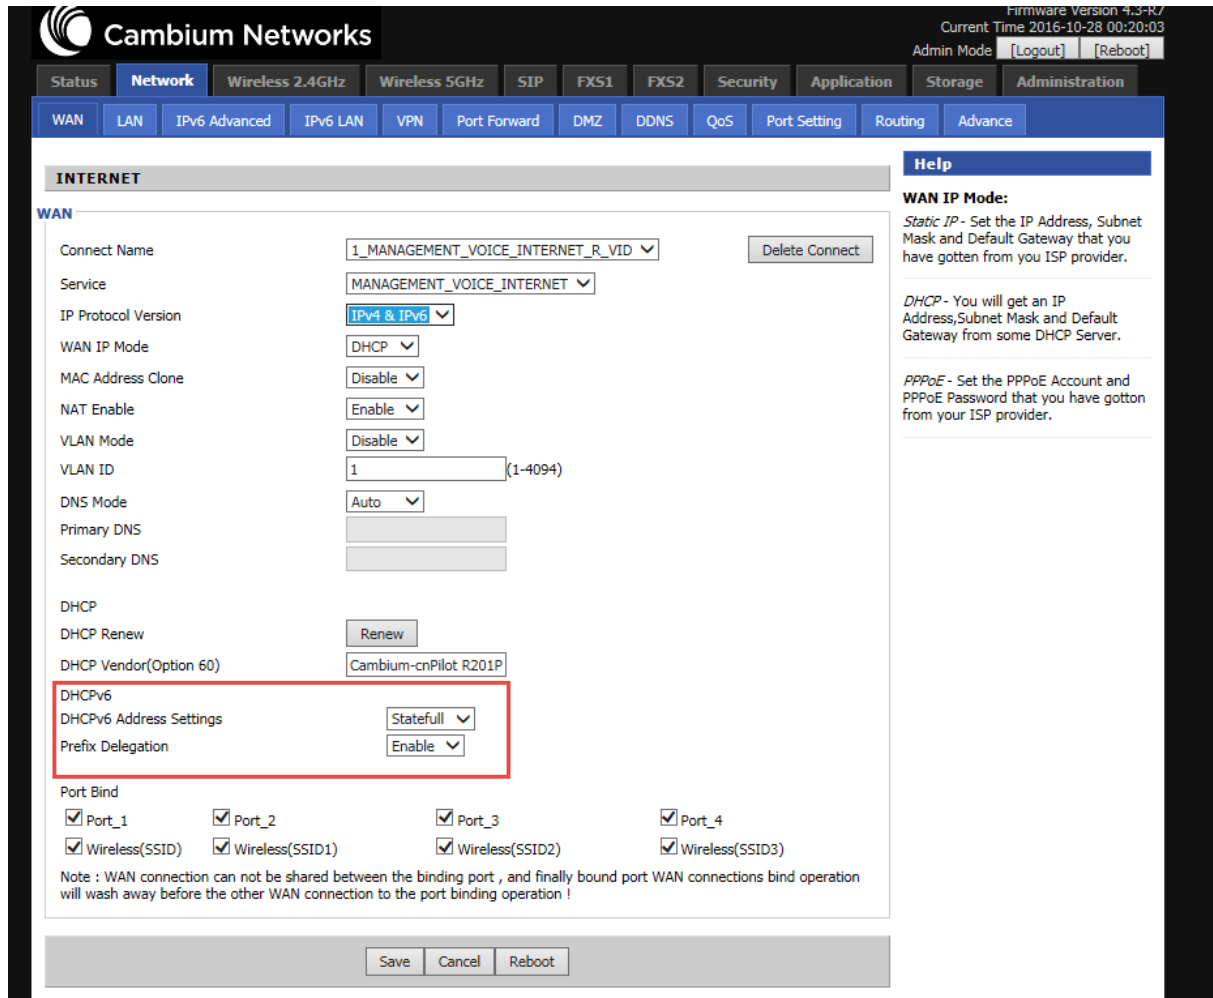 Firmware Version 4.3-R7
Cambium Networks
Current Time 2016-10-28 00:20:03
Admin Mode [Logout] [Reboot]
Status Network Wireless 2.4GHz Wireless 5GHz SIP FXS1 FXS2 Security Application Storage Administration
WAN LAN IPv6 Advanced IPv6 LAN VPN Port Forward DMZ DDNS QoS Port Setting Routing Advance
INTERNET
WAN
Connect Name 1_MANAGEMENT_VOICE_INTERNET_R_VID Delete Connect
Service MANAGEMENT_VOICE_INTERNET
IP Protocol Version IPv4 & IPv6
WAN IP Mode DHCP
MAC Address Clone Disable
NAT Enable Enable
VLAN Mode Disable
VLAN ID 1 (1-4094)
DNS Mode Auto
Primary DNS
Secondary DNS
DHCP
DHCP Renew Renew
DHCP Vendor(Option 60) Cambium-cnPilot R201P
DHCPv6
DHCPv6 Address Settings Statefull
Prefix Delegation Enable
Port Bind
Port_1 Port_2 Port_3 Port_4
Wireless(SSID) Wireless(SSID1) Wireless(SSID2) Wireless(SSID3)
Note : WAN connection can not be shared between the binding port , and finally bound port WAN connections bind operation
will wash away before the other WAN connection to the port binding operation !
Save Cancel Reboot
Help
WAN IP Mode:
Static IP - Set the IP Address, Subnet
Mask and Default Gateway that you
have gotten from you ISP provider.
DHCP - You will get an IP
Address,Subnet Mask and Default
Gateway from some DHCP Server.
PPPoE - Set the PPPoE Account and
PPPoE Password that you have gotton
from your ISP provider.